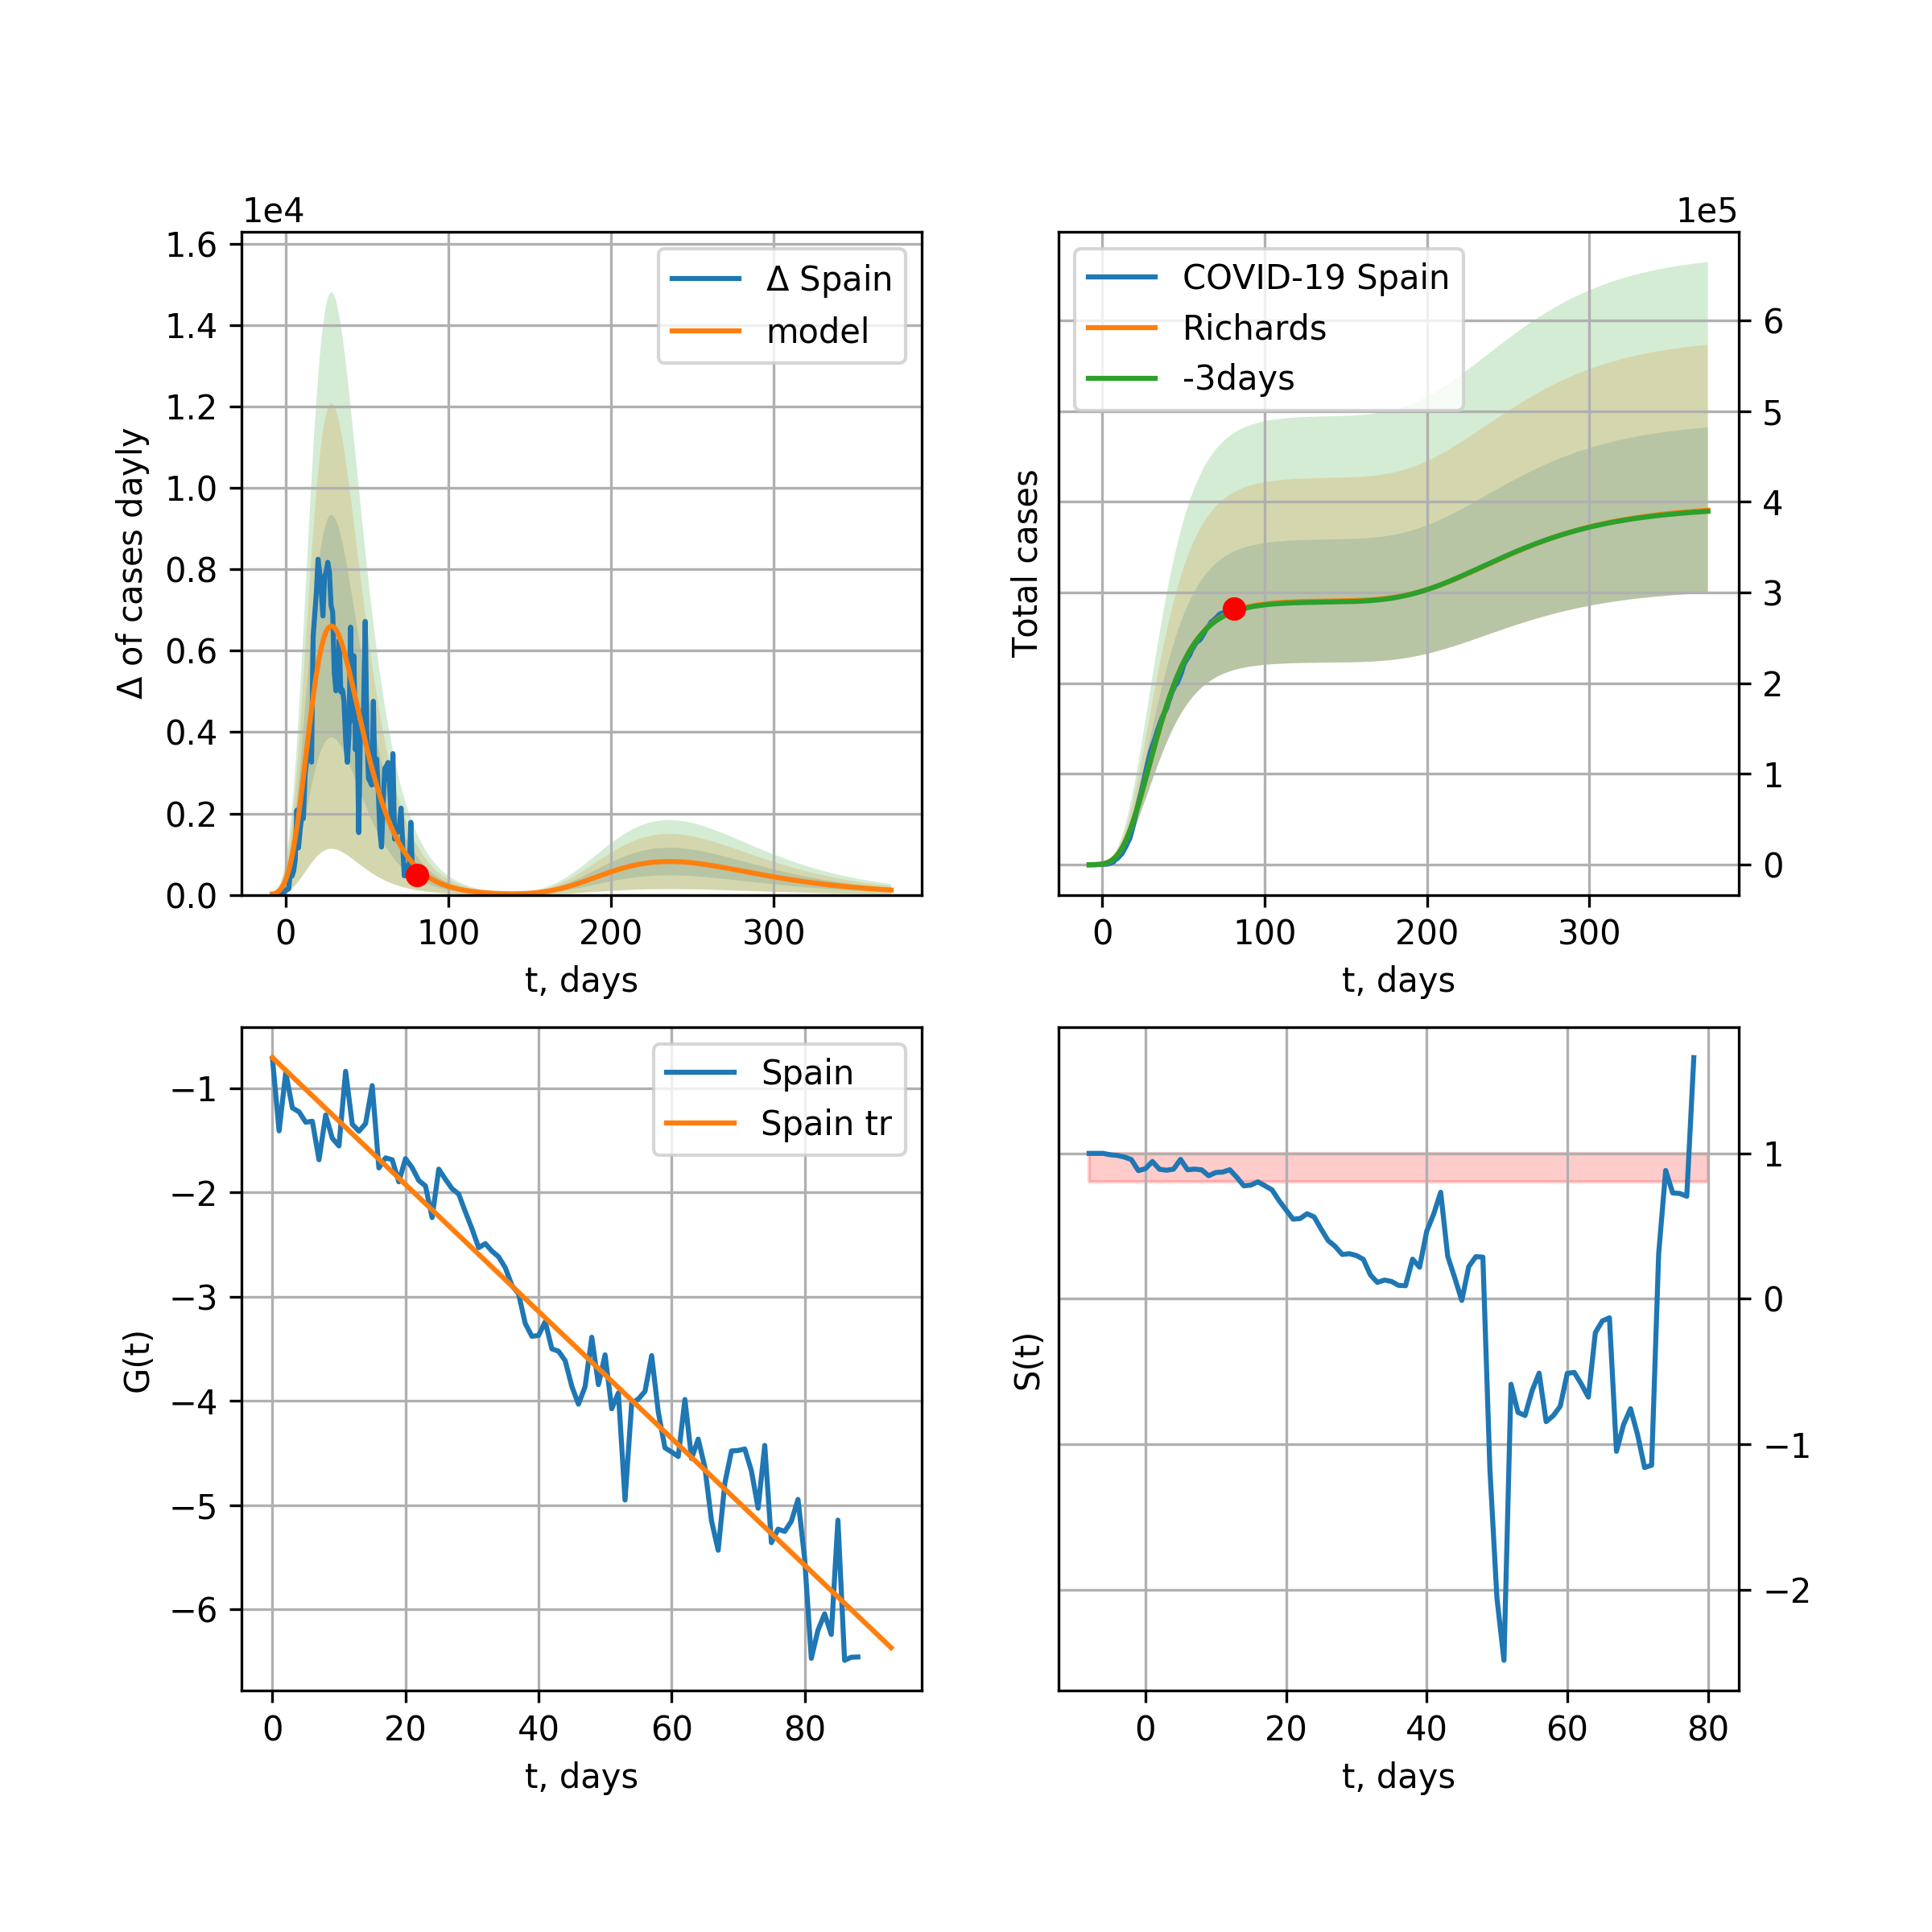 1e4
1.6
1.4
1.2
1.0
0.8
0.6
0.4
0.2
0.0
Δ of cases dayly
Δ Spain
model
0 100 200 300
t, days
1e5
COVID-19 Spain
Richards
-3days
Total cases
6
5
4
3
2
1
0
0 100 200 300
t, days
−1
−2
−3
−4
−5
−6
G(t)
Spain
Spain tr
0 20 40 60 80
t, days
S(t)
1
0
−1
−2
0 20 40 60 80
t, days